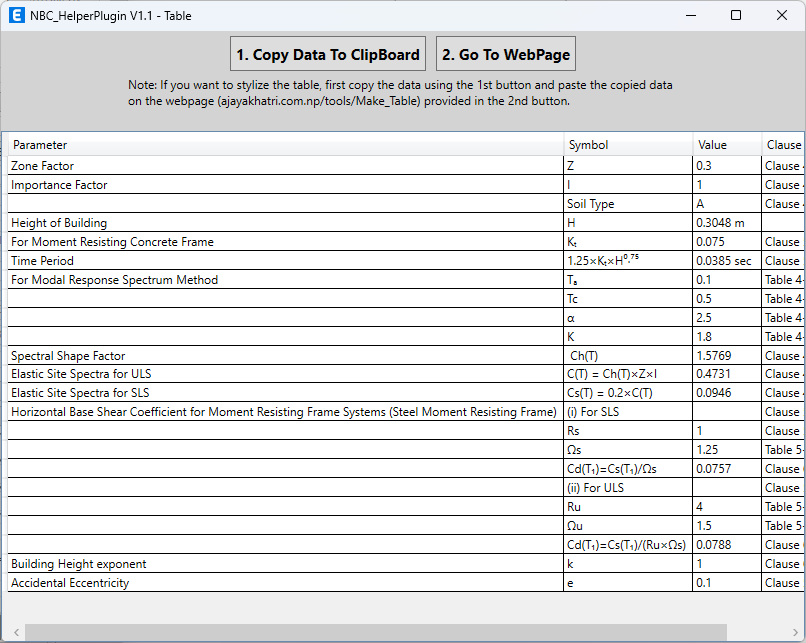 NBC_HelperPlugin V1.1 - Table
1. Copy Data To ClipBoard 2. Go To WebPage
Note: If you want to stylize the table, first copy the data using the 1st button and paste the copied data
on the webpage (ajayakhatri.com.np/tools/Make_Table) provided in the 2nd button.
Parameter Symbol Value Clause
Zone Factor Z 0.3 Clause
Importance Factor I 1 Clause
Soil Type A Clause
Height of Building H 0.3048 m
For Moment Resisting Concrete Frame Kₜ 0.075 Clause
Time Period 1.25×Kₜ×H⁰·⁷⁵ 0.0385 sec Clause
For Modal Response Spectrum Method Tₐ 0.1 Table 4-
Tc 0.5 Table 4-
α 2.5 Table 4-
K 1.8 Table 4-
Spectral Shape Factor Ch(T) 1.5769 Clause
Elastic Site Spectra for ULS C(T) = Ch(T)×Z×I 0.4731 Clause
Elastic Site Spectra for SLS Cs(T) = 0.2×C(T) 0.0946 Clause
Horizontal Base Shear Coefficient for Moment Resisting Frame Systems (Steel Moment Resisting Frame) (i) For SLS Clause
Rs 1 Clause
Ωs 1.25 Table 5-
Cd(T₁)=Cs(T₁)/Ωs 0.0757 Clause
(ii) For ULS Clause
Ru 4 Table 5-
Ωu 1.5 Table 5-
Cd(T₁)=Cs(T₁)/(Ru×Ωs) 0.0788 Clause
Building Height exponent k 1 Clause
Accidental Eccentricity e 0.1 Clause